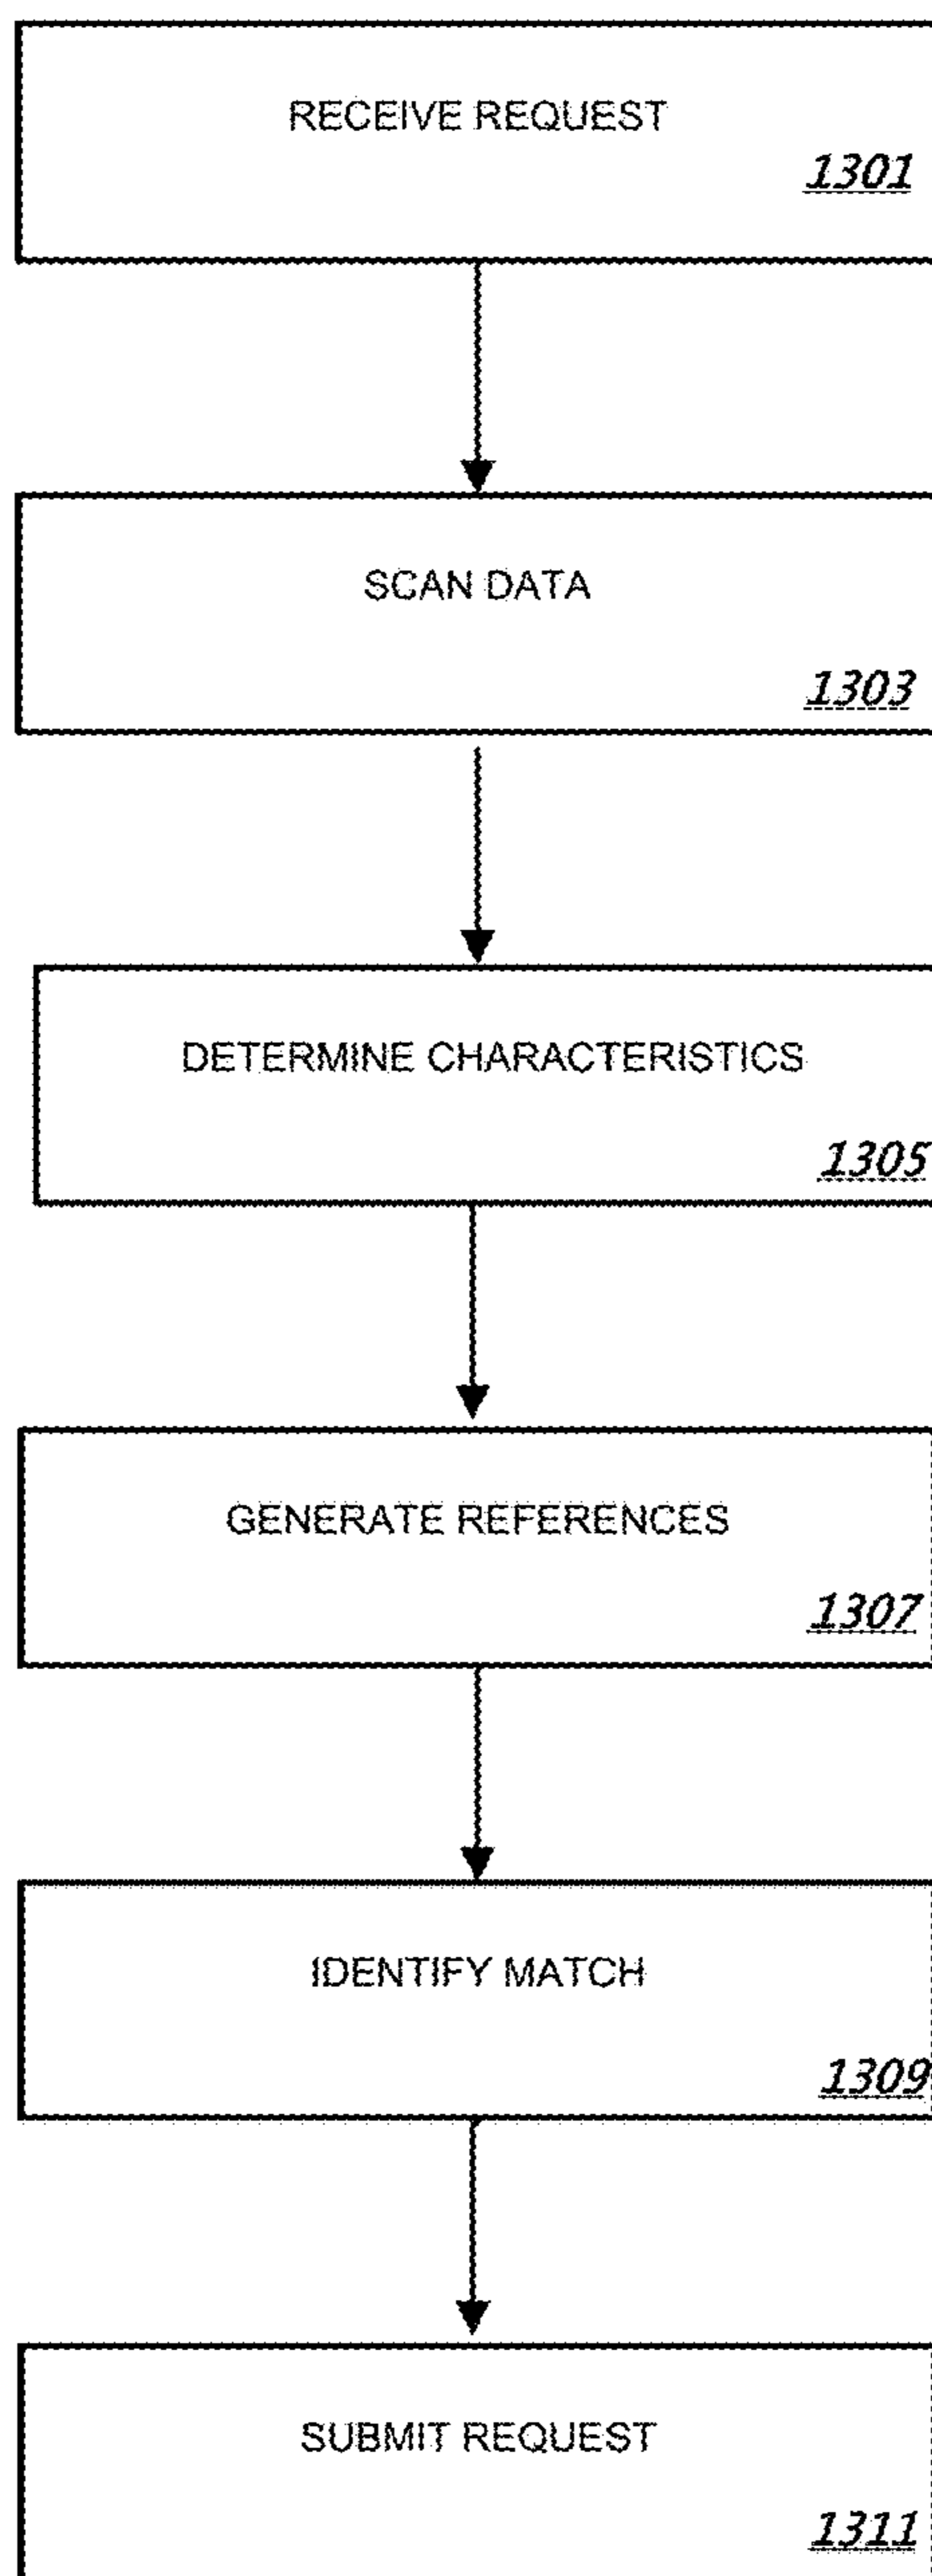 RECEIVE REQUEST
1301
SCAN DATA
1303
DETERMINE CHARACTERISTICS
1305
GENERATE REFERENCES
1307
IDENTIFY MATCH
1309
SUBMIT REQUEST
1311